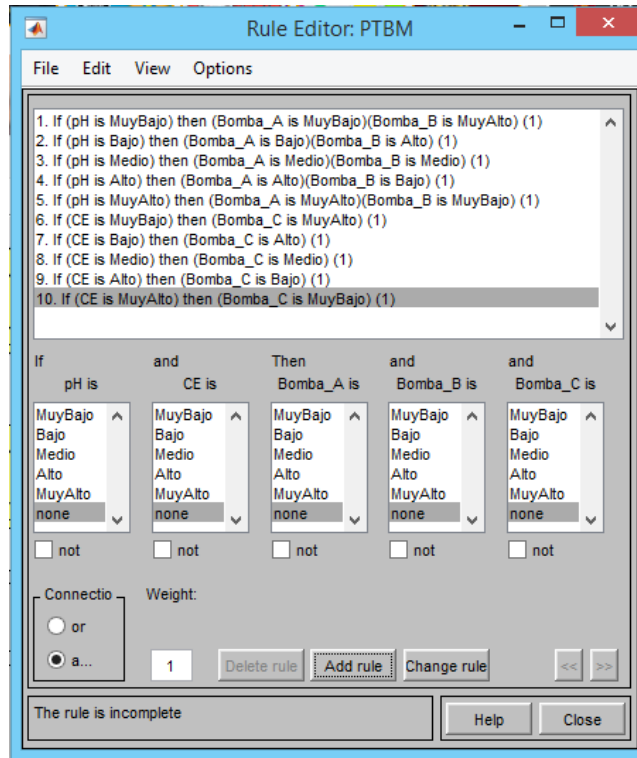 Rule Editor: PTBM
File Edit View Options
1. If (pH is MuyBajo) then (Bomba_A is MuyBajo)(Bomba_B is MuyAlto) (1)
2. If (pH is Bajo) then (Bomba_A is Bajo)(Bomba_B is Alto) (1)
3. If (pH is Medio) then (Bomba_A is Medio)(Bomba_B is Medio) (1)
4. If (pH is Alto) then (Bomba_A is Alto)(Bomba_B is Bajo) (1)
5. If (pH is MuyAlto) then (Bomba_A is MuyAlto)(Bomba_B is MuyBajo) (1)
6. If (CE is MuyBajo) then (Bomba_C is MuyAlto) (1)
7. If (CE is Bajo) then (Bomba_C is Alto) (1)
8. If (CE is Medio) then (Bomba_C is Medio) (1)
9. If (CE is Alto) then (Bomba_C is Bajo) (1)
10. If (CE is MuyAlto) then (Bomba_C is MuyBajo) (1)
If and Then and and
pH is CE is Bomba_A is Bomba_B is Bomba_C is
MuyBajo MuyBajo MuyBajo MuyBajo MuyBajo
Bajo Bajo Bajo Bajo Bajo
Medio Medio Medio Medio Medio
Alto Alto Alto Alto Alto
MuyAlto MuyAlto MuyAlto MuyAlto MuyAlto
none none none none none
not not not not not
Connectio Weight:
or
a... 1 Delete rule Add rule Change rule << >>
The rule is incomplete Help Close